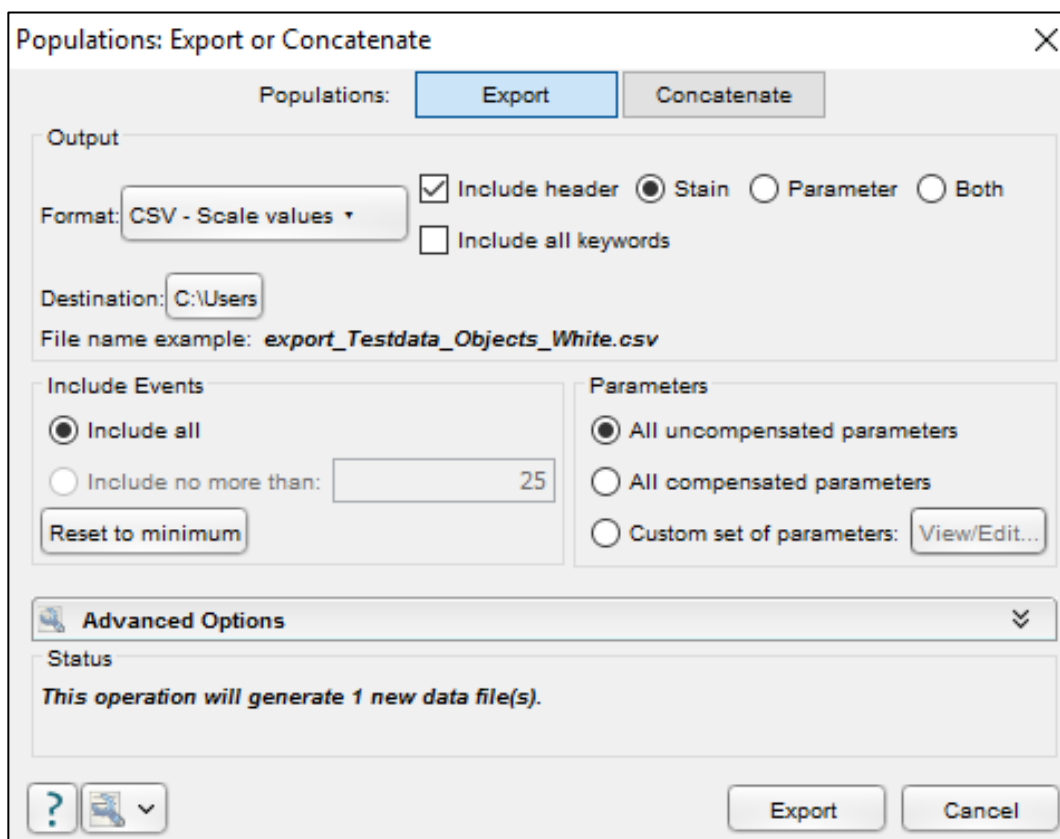 Populations: Export or Concatenate
Populations: Export Concatenate
Output
Include header Stain Parameter Both
Format: CSV - Scale values
Include all keywords
Destination: C:\Users
File name example: export_Testdata_Objects_White.csv
Include Events
Include all
Include no more than: 25
Reset to minimum
Parameters
All uncompensated parameters
All compensated parameters
Custom set of parameters: View/Edit...
Advanced Options
Status
This operation will generate 1 new data file(s).
? Export Cancel